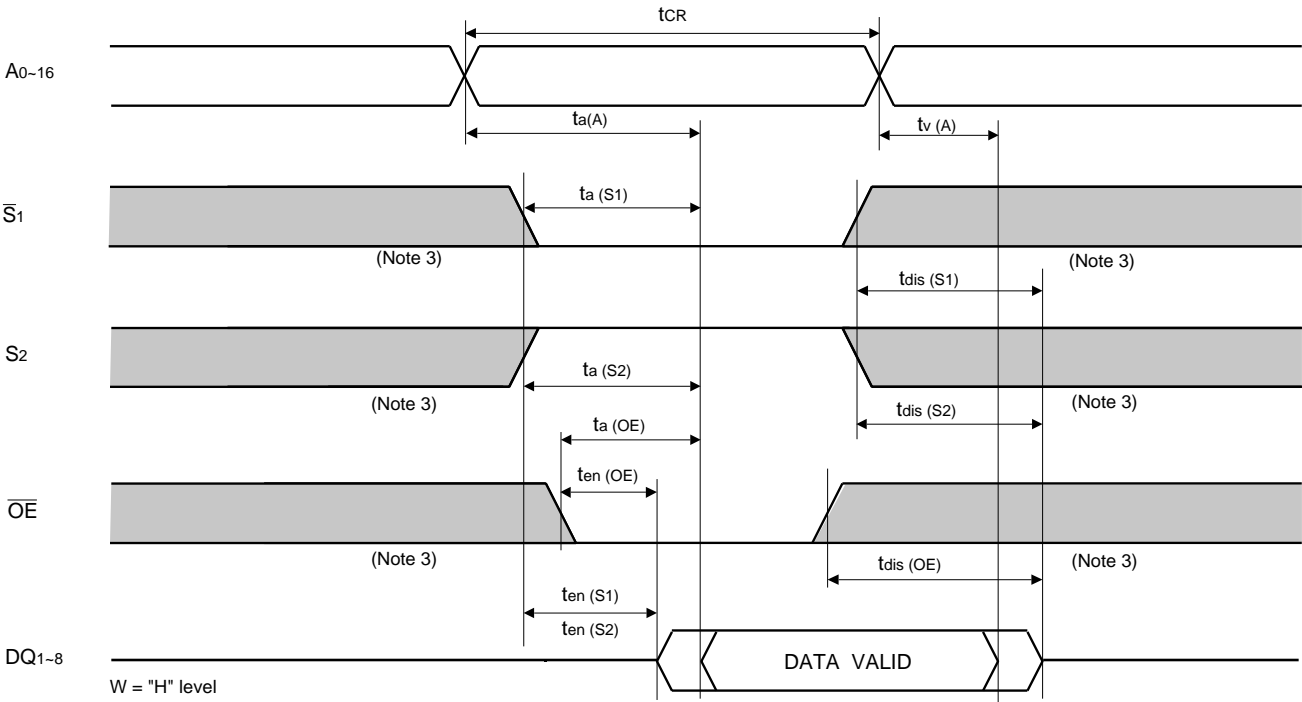 tCR
A0~16
ta(A)
tv (A)
S̅1
ta (S1)
(Note 3)
(Note 3)
tdis (S1)
S2
ta (S2)
(Note 3)
(Note 3)
tdis (S2)
ta (OE)
ten (OE)
O̅E̅
(Note 3)
(Note 3)
tdis (OE)
ten (S1)
ten (S2)
DQ1~8
DATA VALID
W = "H" level